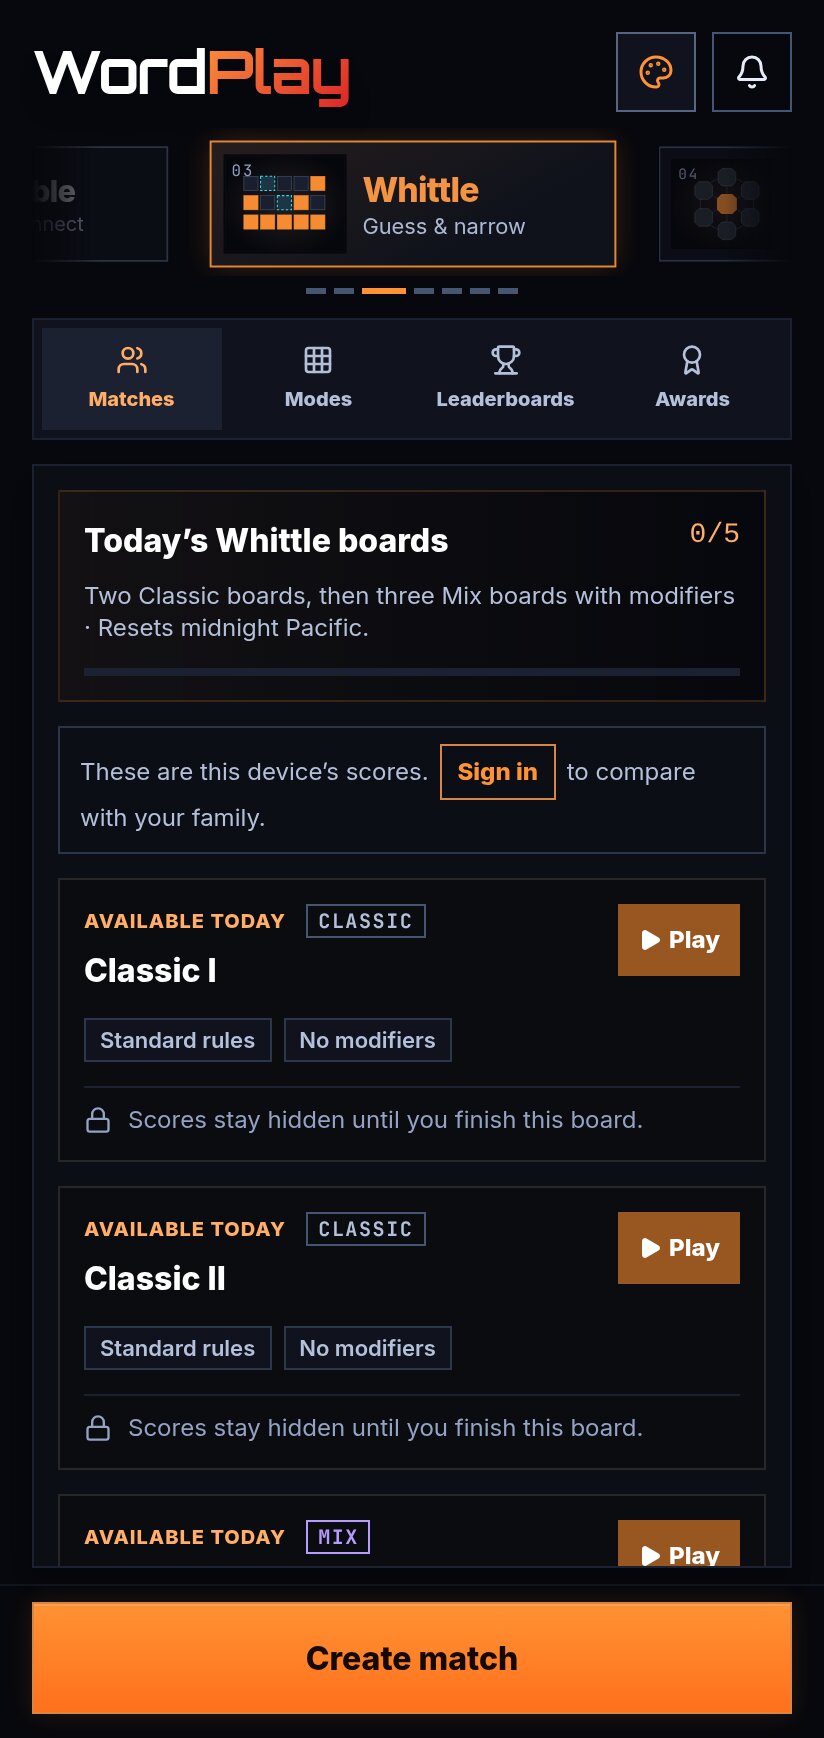 WordPlay
ble
nnect
03
Whittle
Guess & narrow
04
Matches
Modes
Leaderboards
Awards
Today’s Whittle boards
0/5
Two Classic boards, then three Mix boards with modifiers
· Resets midnight Pacific.
These are this device’s scores. Sign in to compare
with your family.
AVAILABLE TODAY CLASSIC
Play
Classic I
Standard rules
No modifiers
Scores stay hidden until you finish this board.
AVAILABLE TODAY CLASSIC
Play
Classic II
Standard rules
No modifiers
Scores stay hidden until you finish this board.
AVAILABLE TODAY MIX
Play
Create match